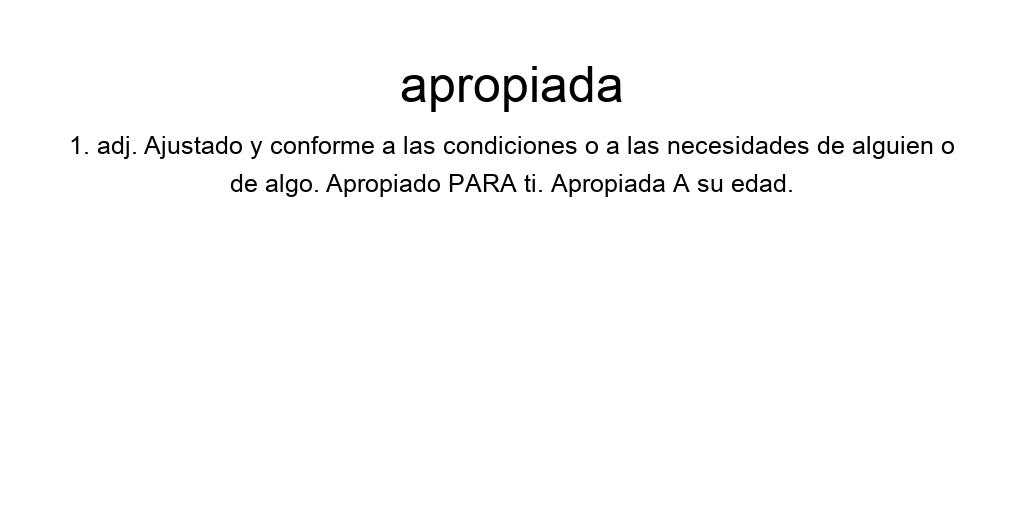 apropiada
1. adj. Ajustado y conforme a las condiciones o a las necesidades de alguien o
de algo. Apropiado PARA ti. Apropiada A su edad.